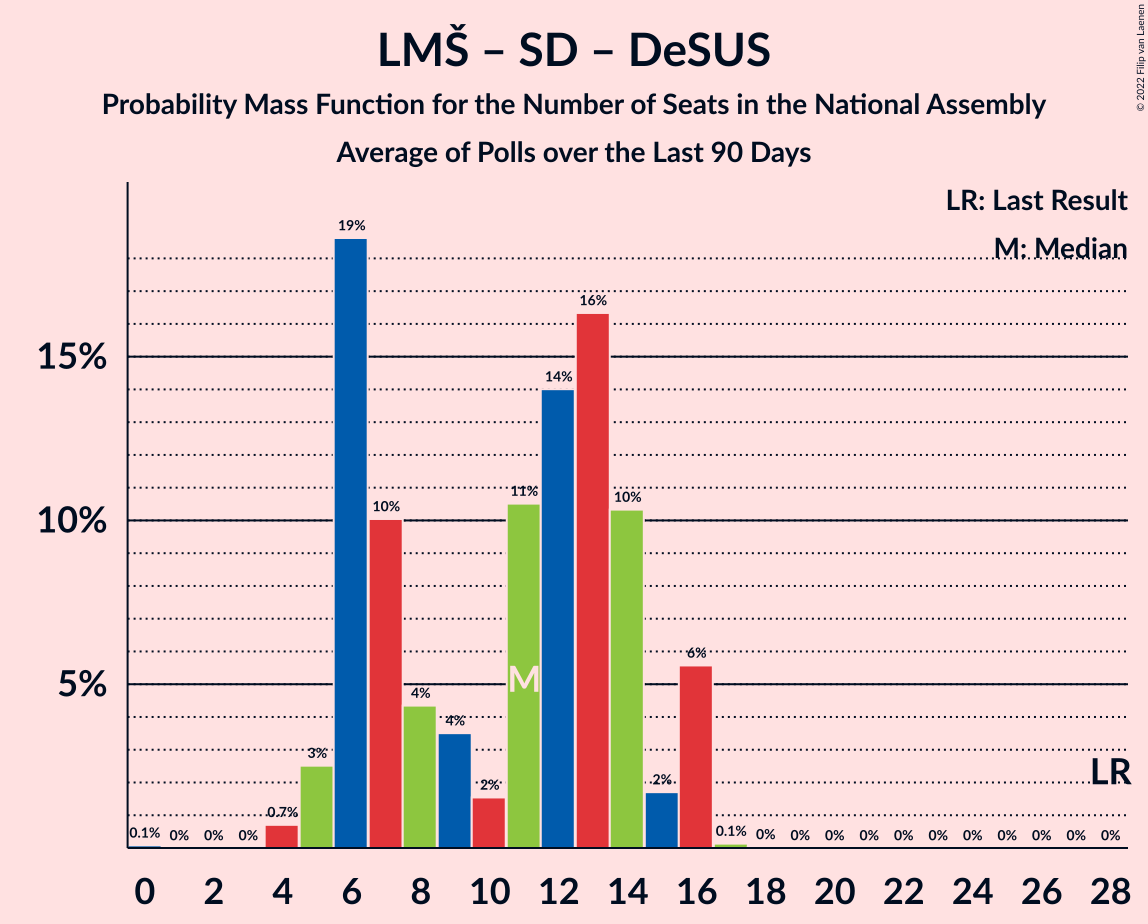 © 2022 Filip van Laenen
LMŠ – SD – DeSUS
Probability Mass Function for the Number of Seats in the National Assembly
Average of Polls over the Last 90 Days
LR: Last Result
M: Median
15%
10%
5%
0.1% 0% 0% 0% 0.7% 3% 19% 10% 4% 4% 2% 11% 14% 16% 10% 2% 6% 0.1% 0% 0% 0% 0% 0% 0% 0% 0% 0% 0% 0%
M
LR
0 2 4 6 8 10 12 14 16 18 20 22 24 26 28